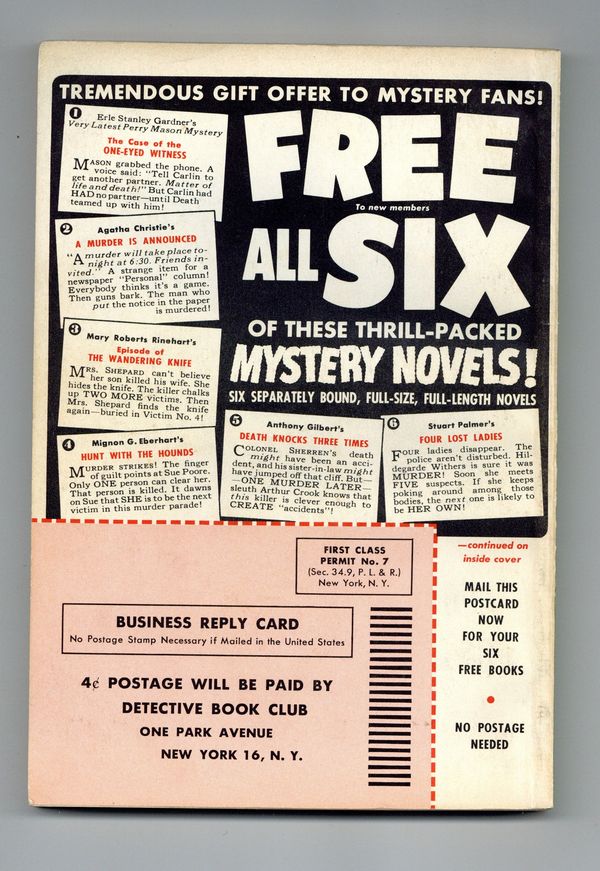 TREMENDOUS GIFT OFFER TO MYSTERY FANS!
1
Erle Stanley Gardner's
Very Latest Perry Mason Mystery
The Case of the
ONE-EYED WITNESS
MASON grabbed the phone. A
voice said: "Tell Carlin to
get another partner. Matter of
life and death!" But Carlin had
HAD no partner—until Death
teamed up with him!
2
Agatha Christie's
A MURDER IS ANNOUNCED
"A murder will take place to-
night at 6:30. Friends in-
vited." A strange item for a
newspaper "Personal" column!
Everybody thinks it's a game.
Then guns bark. The man who
put the notice in the paper
is murdered!
3
Mary Roberts Rinehart's
Episode of
THE WANDERING KNIFE
MRS. SHEPARD can't believe
her son killed his wife. She
hides the knife. The killer chalks
up TWO MORE victims. Then
Mrs. Shepard finds the knife
again—buried in Victim No. 4!
4
Mignon G. Eberhart's
HUNT WITH THE HOUNDS
MURDER STRIKES! The finger
of guilt points at Sue Poore.
Only ONE person can clear her.
That person is killed. It dawns
on Sue that SHE is to be the next
victim in this murder parade!
FREE
To new members
ALL SIX
OF THESE THRILL-PACKED
MYSTERY NOVELS!
SIX SEPARATELY BOUND, FULL-SIZE, FULL-LENGTH NOVELS
5
Anthony Gilbert's
DEATH KNOCKS THREE TIMES
COLONEL SHERREN'S death
might have been an acci-
dent, and his sister-in-law might
have jumped off that cliff. But—
—ONE MURDER LATER—
sleuth Arthur Crook knows that
this killer is clever enough to
CREATE "accidents"!
6
Stuart Palmer's
FOUR LOST LADIES
FOUR ladies disappear. The
police aren't disturbed. Hil-
degarde Withers is sure it was
MURDER! Soon she meets
FIVE suspects. If she keeps
poking around among those
bodies, the next one is likely to
be HER OWN!
—continued on
inside cover
FIRST CLASS
PERMIT No. 7
(Sec. 34.9, P. L. & R.)
New York, N. Y.
BUSINESS REPLY CARD
No Postage Stamp Necessary if Mailed in the United States
4¢ POSTAGE WILL BE PAID BY
DETECTIVE BOOK CLUB
ONE PARK AVENUE
NEW YORK 16, N. Y.
MAIL THIS
POSTCARD
NOW
FOR YOUR
SIX
FREE BOOKS
•
NO POSTAGE
NEEDED